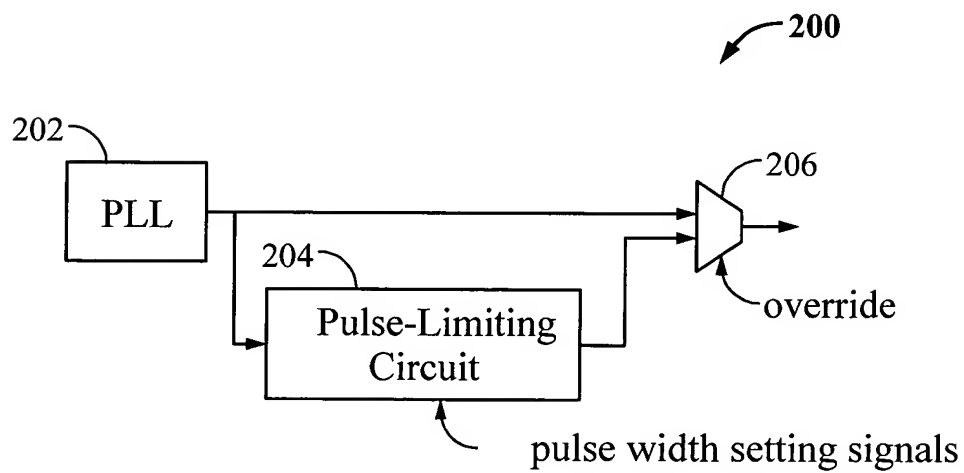 200
202
PLL
206
204
Pulse-Limiting
Circuit
override
pulse width setting signals